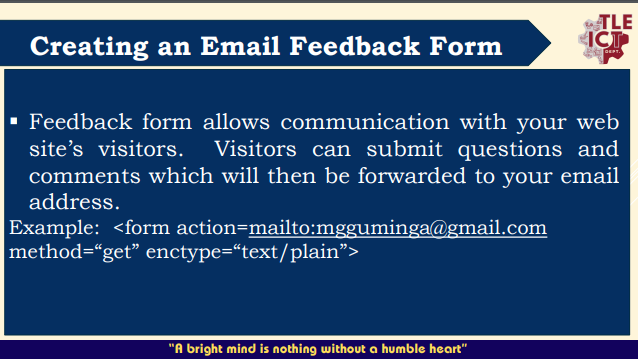 Creating an Email Feedback Form
TLE
ICT
DEPT.
▪ Feedback form allows communication with your web
site’s visitors. Visitors can submit questions and
comments which will then be forwarded to your email
address.
Example: <form action=mailto:mgguminga@gmail.com
method=“get” enctype=“text/plain”>
“A bright mind is nothing without a humble heart”